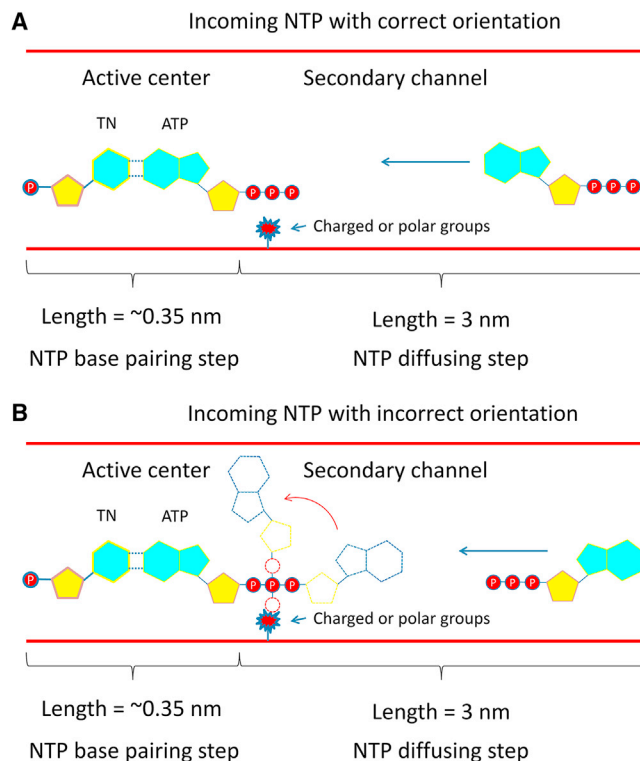 A
Incoming NTP with correct orientation
Active center Secondary channel
TN ATP
P P P P P P P
Charged or polar groups
Length = ~0.35 nm Length = 3 nm
NTP base pairing step NTP diffusing step
B
Incoming NTP with incorrect orientation
Active center Secondary channel
TN ATP
P P P P P P P
Charged or polar groups
Length = ~0.35 nm Length = 3 nm
NTP base pairing step NTP diffusing step